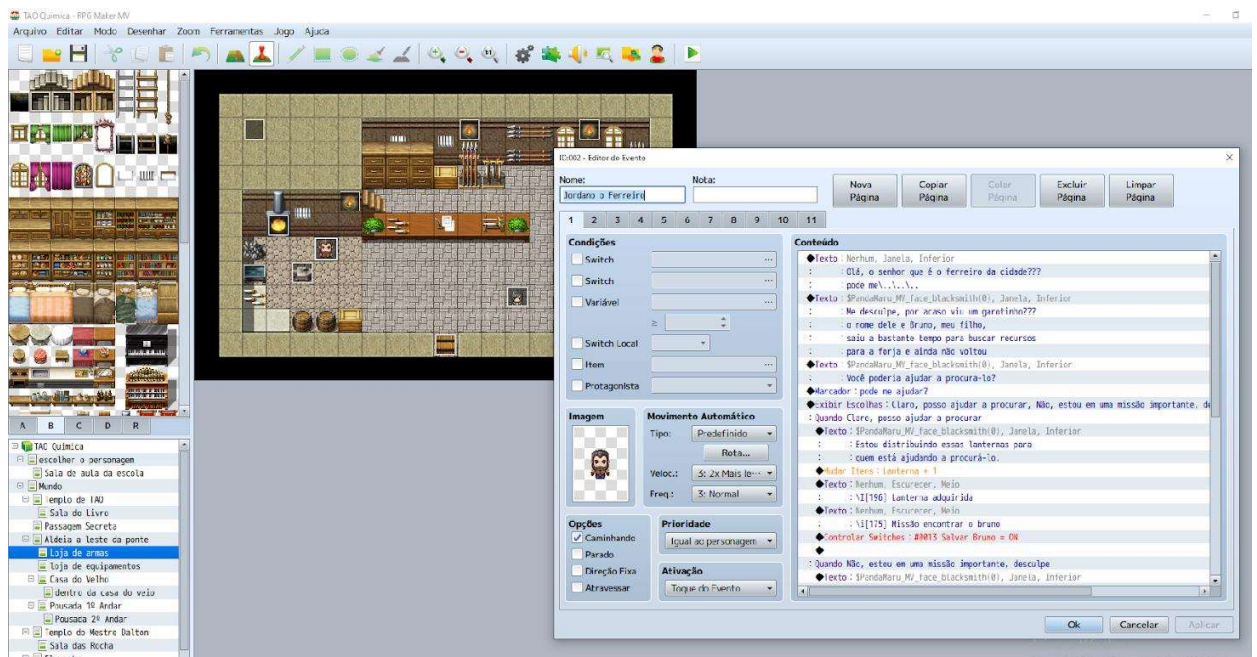 TAO Química - RPG Maker MV
Arquivo Editar Modo Desenhar Zoom Ferramentas Jogo Ajuda
ID:002 - Editor de Evento
Nome:
Nota:
Jordano o Ferreiro
Nova Página
Copiar Página
Colar Página
Excluir Página
Limpar Página
1 2 3 4 5 6 7 8 9 10 11
Condições
Switch
Switch
Variável
≥
Switch Local
Item
Protagonista
Imagem
Movimento Automático
Tipo: Predefinido
Rota...
Veloc.: 3: 2x Mais le...
Freq.: 3: Normal
Opções
Caminhando
Parado
Direção Fixa
Atravessar
Prioridade
Igual ao personagem
Ativação
Toque do Evento
Conteúdo
◆Texto : Nenhum, Janela, Inferior
: : Olá, o senhor que é o ferreiro da cidade???
: : pode me\..\..\..
◆Texto : $PandaMaru_MV_face_blacksmith(0), Janela, Inferior
: : Me desculpe, por acaso viu um garotinho???
: : o nome dele e Bruno, meu filho,
: : saiu a bastante tempo para buscar recursos
: : para a forja e ainda não voltou
◆Texto : $PandaMaru_MV_face_blacksmith(0), Janela, Inferior
: : Você poderia ajudar a procura-lo?
◆Marcador : pode me ajudar?
◆Exibir Escolhas : Claro, posso ajudar a procurar, Não, estou em uma missão importante, de
: Quando Claro, posso ajudar a procurar
◆Texto : $PandaMaru_MV_face_blacksmith(0), Janela, Inferior
: : Estou distribuindo essas lanternas para
: : quem está ajudando a procurá-lo.
◆Mudar Itens : Lanterna + 1
◆Texto : Nenhum, Escurecer, Meio
: : \I[196] Lanterna adquirida
◆Texto : Nenhum, Escurecer, Meio
: : \i[175] Missão encontrar o bruno
◆Controlar Switches : #0013 Salvar Bruno = ON
◆
: Quando Não, estou em uma missão importante, desculpe
◆Texto : $PandaMaru_MV_face_blacksmith(0), Janela, Inferior
Ok
Cancelar
Aplicar
A B C D R
TAO Química
escolher o personagem
Sala de aula da escola
Mundo
Templo de TAO
Sala do Livro
Passagem Secreta
Aldeia a leste da ponte
Loja de armas
loja de equipamentos
Casa do Velho
dentro da casa do veio
Pousada 1º Andar
Pousada 2º Andar
Templo do Mestre Dalton
Sala das Rocha